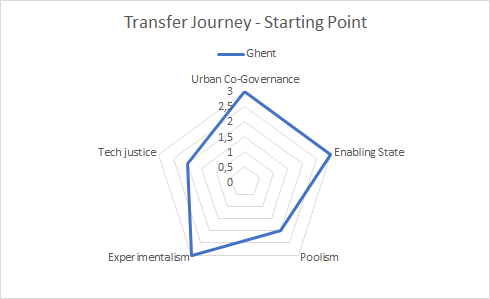 Transfer Journey - Starting Point
Ghent
Urban Co-Governance
3
2,5
2
1,5
1
0,5
0
Tech justice
Enabling State
Experimentalism
Poolism